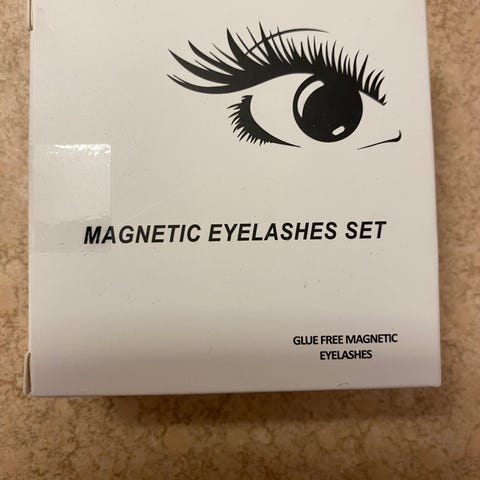 MAGNETIC EYELASHES SET
GLUE FREE MAGNETIC
EYELASHES